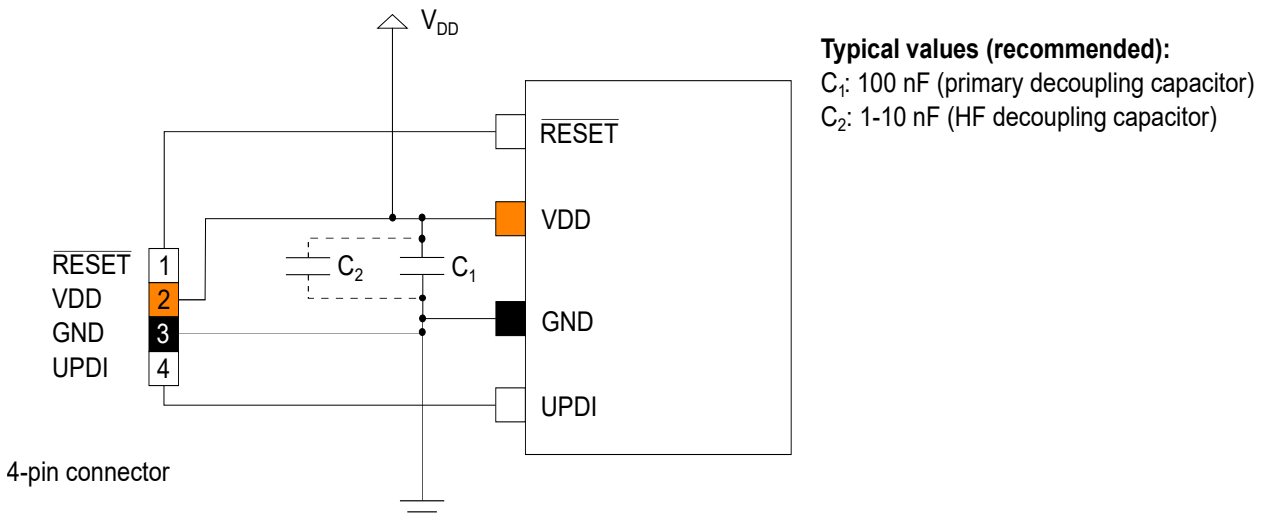 V_DD
Typical values (recommended):
C₁: 100 nF (primary decoupling capacitor)
C₂: 1-10 nF (HF decoupling capacitor)
RESET
VDD
RESET 1
C₂
C₁
VDD 2
GND 3
GND
UPDI 4
UPDI
4-pin connector